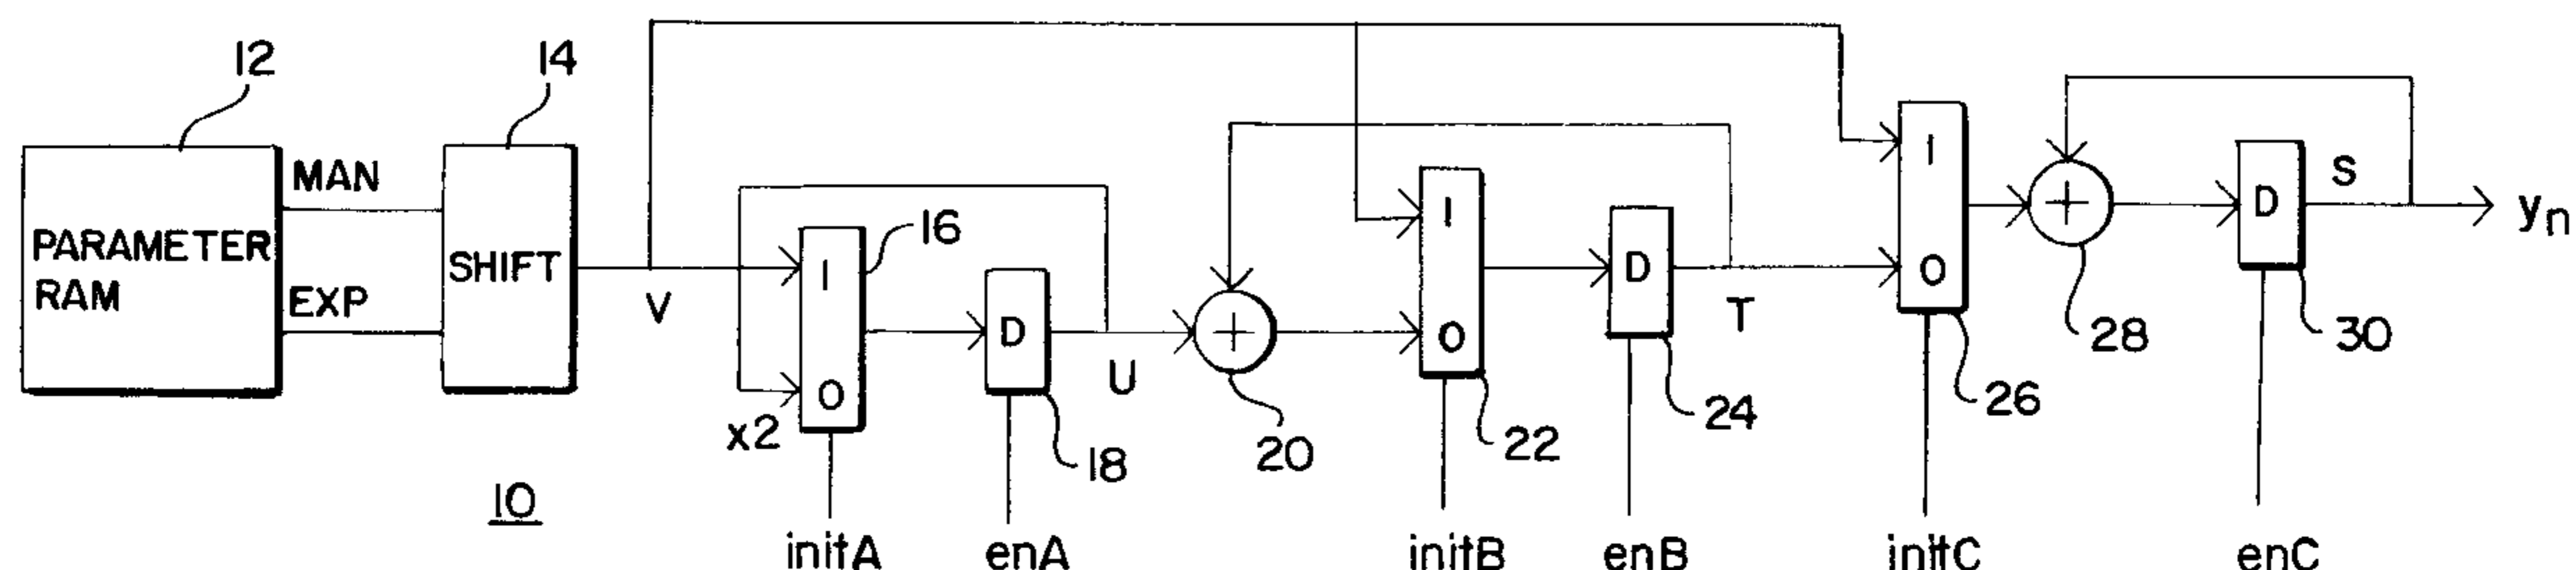 12
14
MAN
PARAMETER
RAM
EXP
SHIFT
V
I
O
x2
16
D
18
U
+
20
I
O
22
D
24
T
I
O
26
+
28
D
30
S
yn
10
initA
enA
initB
enB
initC
enC